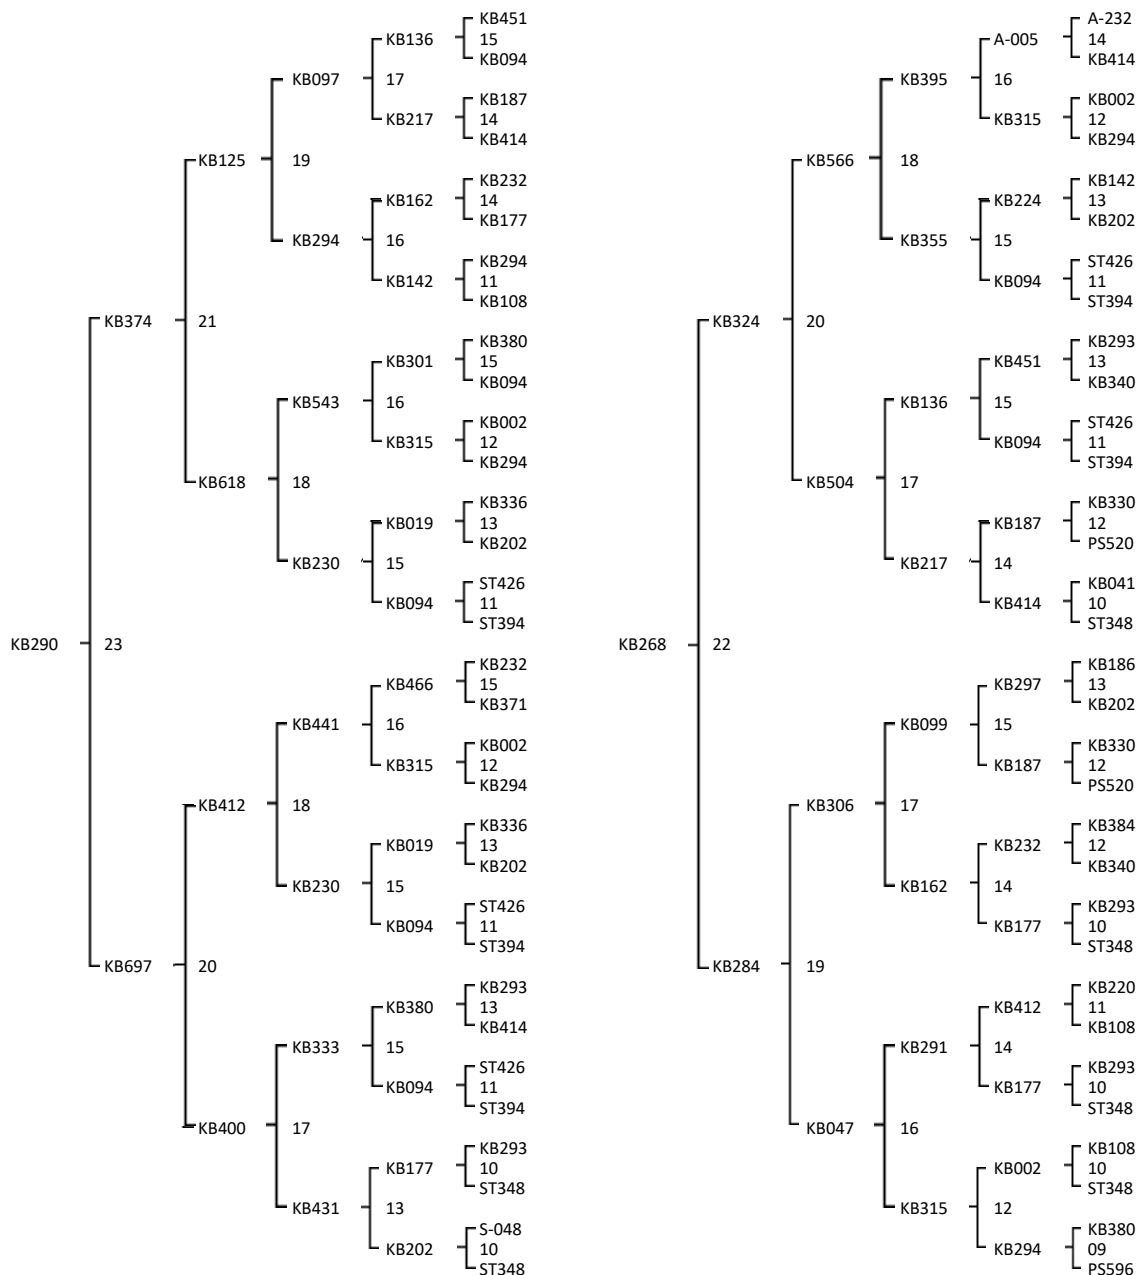 KB451
KB136 15
KB094
KB097 17
KB187
KB217 14
KB414
KB125 19
KB232
KB162 14
KB177
KB294 16
KB294
KB142 11
KB108
KB374 21
KB380
KB301 15
KB094
KB543 16
KB002
KB315 12
KB294
KB618 18
KB336
KB019 13
KB202
KB230 15
ST426
KB094 11
ST394
KB290 23
KB232
KB466 15
KB371
KB441 16
KB002
KB315 12
KB294
KB412 18
KB336
KB019 13
KB202
KB230 15
ST426
KB094 11
ST394
KB697 20
KB293
KB380 13
KB414
KB333 15
ST426
KB094 11
ST394
KB400 17
KB293
KB177 10
ST348
KB431 13
S-048
KB202 10
ST348
A-232
A-005 14
KB414
KB395 16
KB002
KB315 12
KB294
KB566 18
KB142
KB224 13
KB202
KB355 15
ST426
KB094 11
ST394
KB324 20
KB293
KB451 13
KB340
KB136 15
ST426
KB094 11
ST394
KB504 17
KB330
KB187 12
PS520
KB217 14
KB041
KB414 10
ST348
KB268 22
KB186
KB297 13
KB202
KB099 15
KB330
KB187 12
PS520
KB306 17
KB384
KB232 12
KB340
KB162 14
KB293
KB177 10
ST348
KB284 19
KB220
KB412 11
KB108
KB291 14
KB293
KB177 10
ST348
KB047 16
KB108
KB002 10
ST348
KB315 12
KB380
KB294 09
PS596